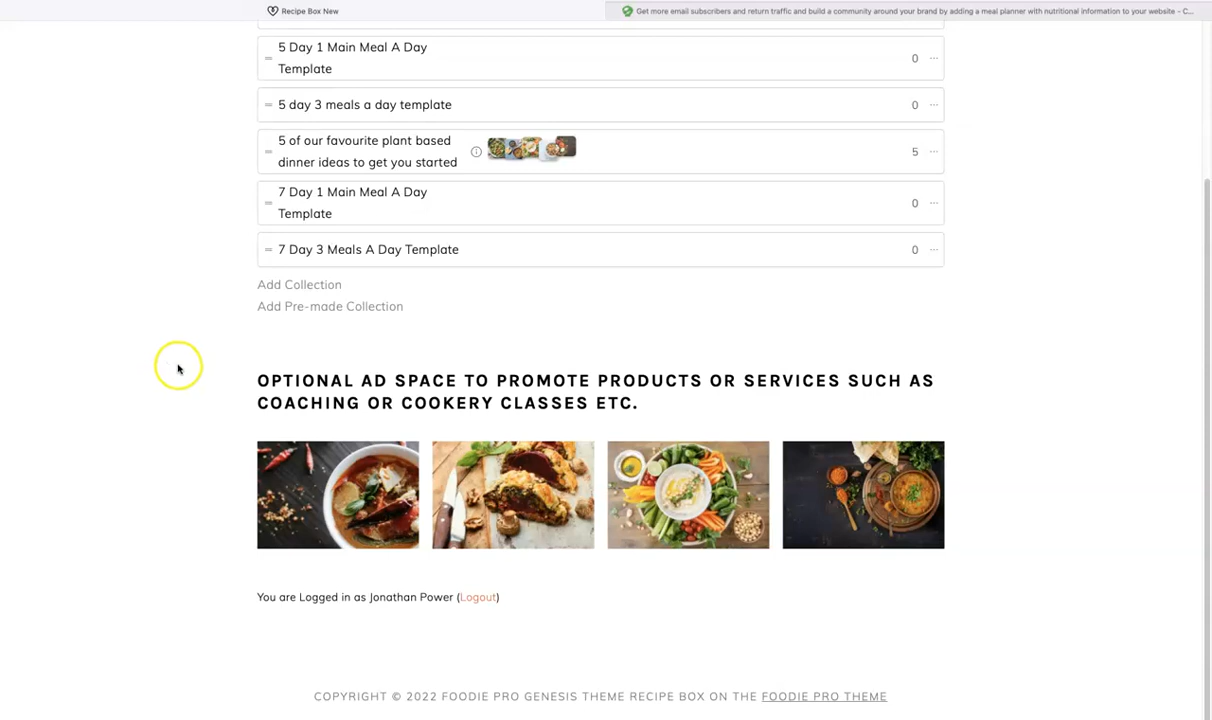 Recipe Box New
Get more email subscribers and return traffic and build a community around your brand by adding a meal planner with nutritional information to your website - C...
5 Day 1 Main Meal A Day
Template
0
5 day 3 meals a day template
0
5 of our favourite plant based
dinner ideas to get you started
5
7 Day 1 Main Meal A Day
Template
0
7 Day 3 Meals A Day Template
0
Add Collection
Add Pre-made Collection
OPTIONAL AD SPACE TO PROMOTE PRODUCTS OR SERVICES SUCH AS
COACHING OR COOKERY CLASSES ETC.
You are Logged in as Jonathan Power (Logout)
COPYRIGHT © 2022 FOODIE PRO GENESIS THEME RECIPE BOX ON THE FOODIE PRO THEME